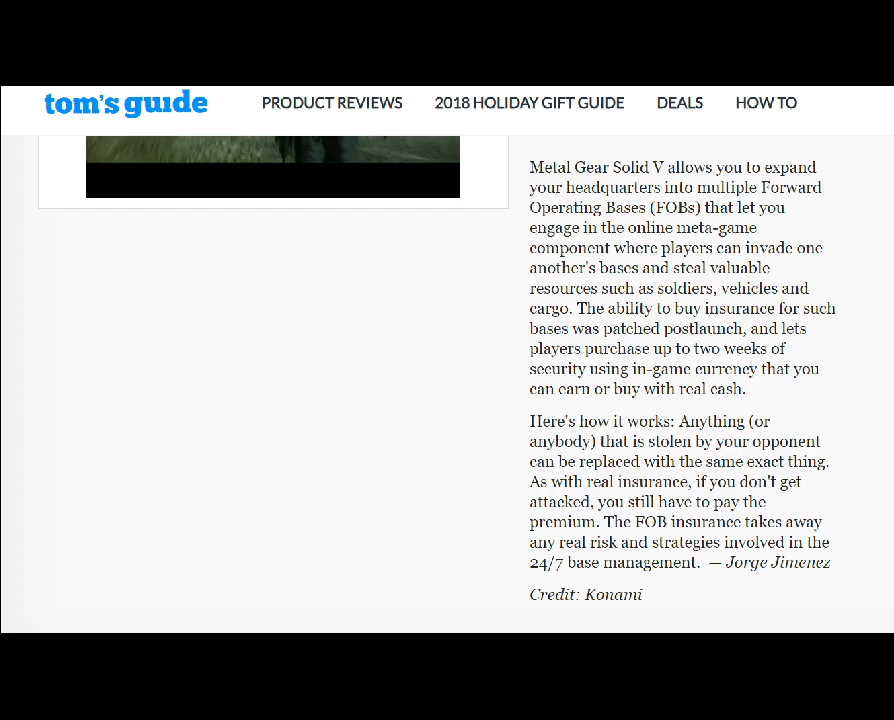 tom's guide
PRODUCT REVIEWS 2018 HOLIDAY GIFT GUIDE DEALS HOW TO
Metal Gear Solid V allows you to expand
your headquarters into multiple Forward
Operating Bases (FOBs) that let you
engage in the online meta-game
component where players can invade one
another's bases and steal valuable
resources such as soldiers, vehicles and
cargo. The ability to buy insurance for such
bases was patched postlaunch, and lets
players purchase up to two weeks of
security using in-game currency that you
can earn or buy with real cash.
Here's how it works: Anything (or
anybody) that is stolen by your opponent
can be replaced with the same exact thing.
As with real insurance, if you don't get
attacked, you still have to pay the
premium. The FOB insurance takes away
any real risk and strategies involved in the
24/7 base management. — Jorge Jimenez
Credit: Konami